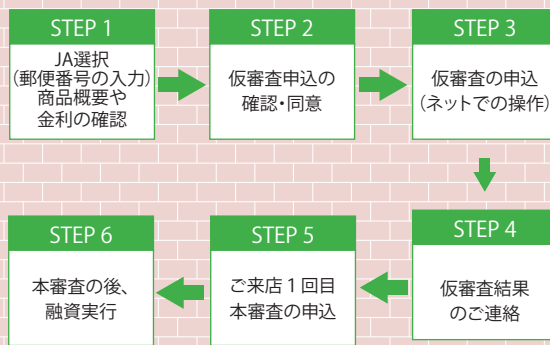 STEP 1
JA選択
(郵便番号の入力)
商品概要や
金利の確認
STEP 2
仮審査申込の
確認・同意
STEP 3
仮審査の申込
(ネットでの操作)
STEP 4
仮審査結果
のご連絡
STEP 5
ご来店1回目
本審査の申込
STEP 6
本審査の後、
融資実行